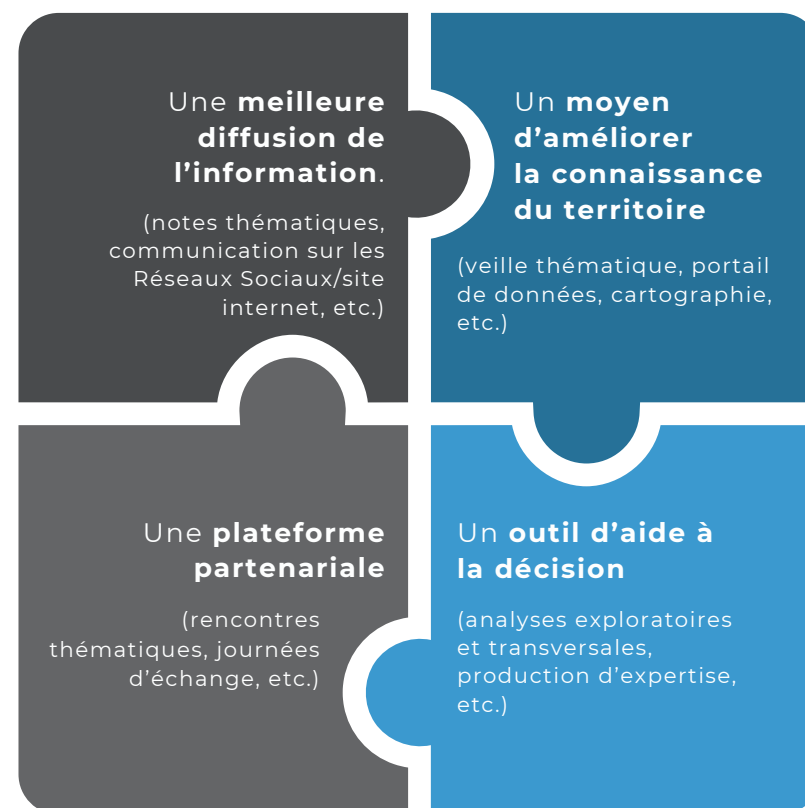 Une meilleure
diffusion de
l’information.
(notes thématiques,
communication sur les
Réseaux Sociaux/site
internet, etc.)
Un moyen
d’améliorer
la connaissance
du territoire
(veille thématique, portail
de données, cartographie,
etc.)
Une plateforme
partenariale
(rencontres
thématiques, journées
d’échange, etc.)
Un outil d’aide à
la décision
(analyses exploratoires
et transversales,
production d’expertise,
etc.)